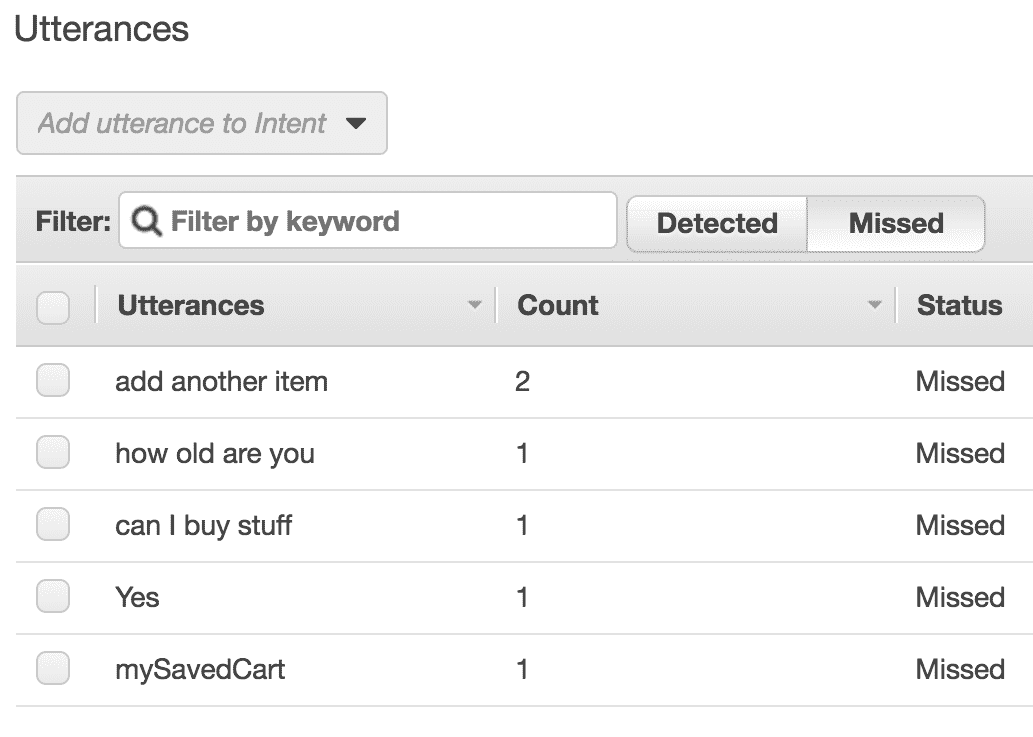 Utterances
Add utterance to Intent
Filter: Filter by keyword Detected Missed
Utterances Count Status
add another item 2 Missed
how old are you 1 Missed
can I buy stuff 1 Missed
Yes 1 Missed
mySavedCart 1 Missed